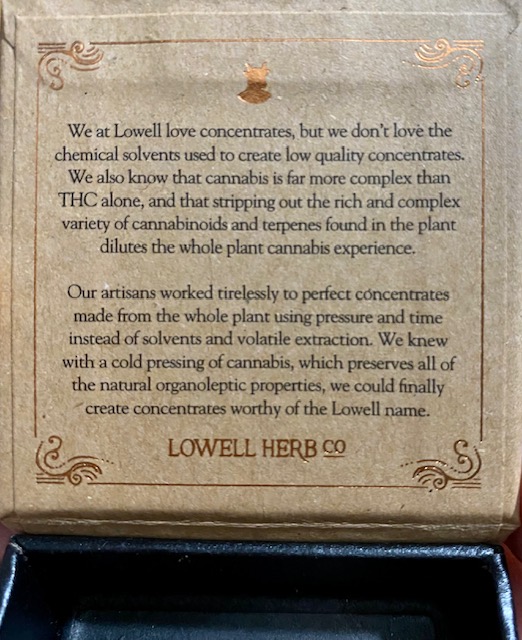 We at Lowell love concentrates, but we don't love the
chemical solvents used to create low quality concentrates.
We also know that cannabis is far more complex than
THC alone, and that stripping out the rich and complex
variety of cannabinoids and terpenes found in the plant
dilutes the whole plant cannabis experience.
Our artisans worked tirelessly to perfect concentrates
made from the whole plant using pressure and time
instead of solvents and volatile extraction. We knew
with a cold pressing of cannabis, which preserves all of
the natural organoleptic properties, we could finally
create concentrates worthy of the Lowell name.
LOWELL HERB CO